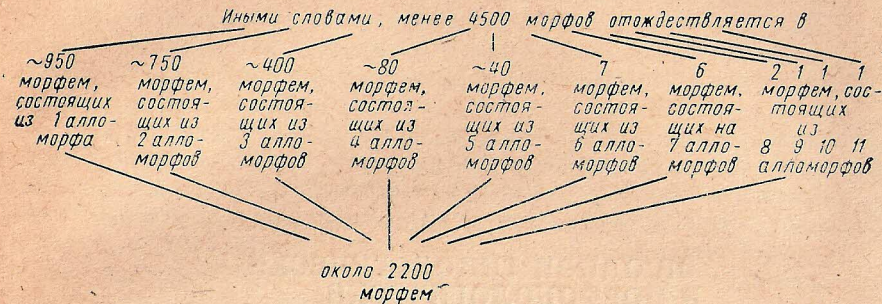 Иными словами, менее 4500 морфов отождествляется в
~950 морфем, состоящих из 1 алло-морфа
~750 морфем, состоя-щих из 2 алло-морфов
~400 морфем, состоя-щих из 3 алло-морфов
~80 морфем, состоя-щих из 4 алло-морфов
~40 морфем, состоя-щих из 5 алло-морфов
7 морфем, состоя-щих из 6 алло-морфов
6 морфем, состоя-щих на 7 алло-морфов
2 1 1 1
морфем, сос-
тоящих
из
8 9 10 11
алломорфов
около 2200
морфем